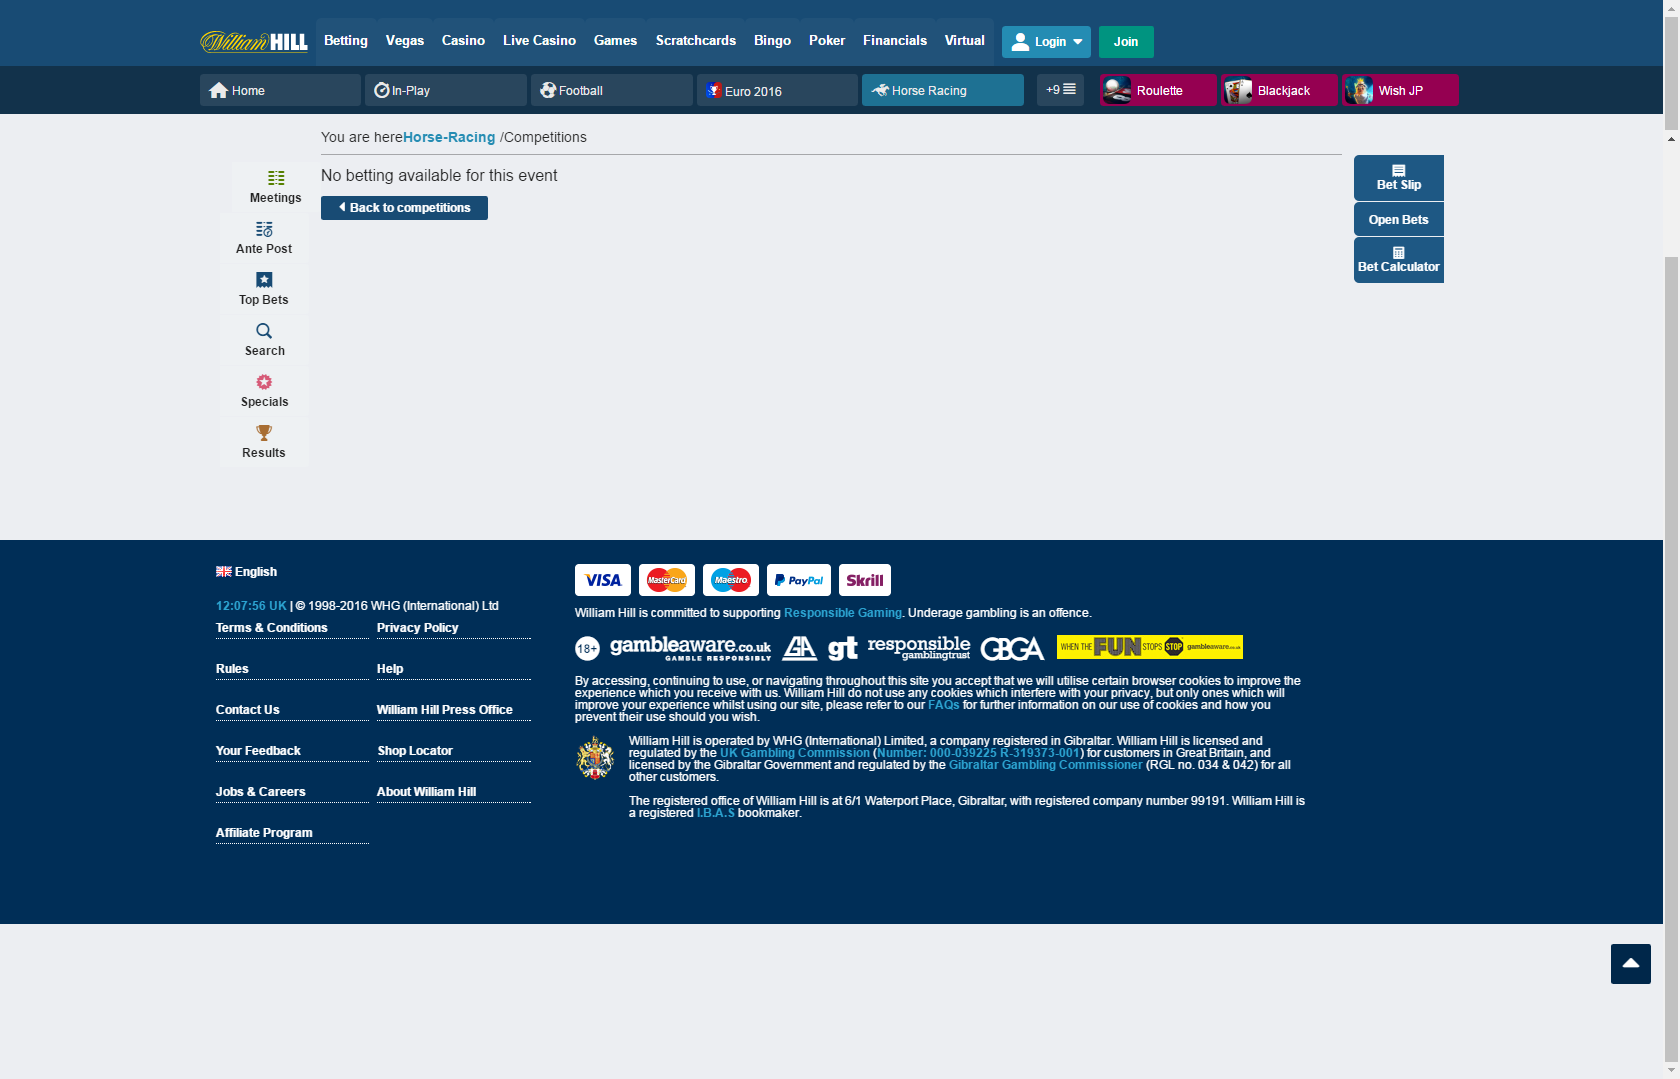 William HILL
Betting
Vegas
Casino
Live Casino
Games
Scratchcards
Bingo
Poker
Financials
Virtual
Login
Join
Home
In-Play
Football
Euro 2016
Horse Racing
+9
Roulette
Blackjack
Wish JP
You are hereHorse-Racing /Competitions
No betting available for this event
Back to competitions
Meetings
Ante Post
Top Bets
Search
Specials
Results
Bet Slip
Open Bets
Bet Calculator
English
12:07:56 UK | © 1998-2016 WHG (International) Ltd
Terms & Conditions
Privacy Policy
Rules
Help
Contact Us
William Hill Press Office
Your Feedback
Shop Locator
Jobs & Careers
About William Hill
Affiliate Program
VISA
MasterCard
Maestro
PayPal
Skrill
William Hill is committed to supporting Responsible Gaming. Underage gambling is an offence.
18+
gambleaware.co.uk
GAMBLE RESPONSIBLY
GA
gt
responsible
gamblingtrust
GBGA
WHEN THE FUN STOPS STOP gambleaware.co.uk
By accessing, continuing to use, or navigating throughout this site you accept that we will utilise certain browser cookies to improve the
experience which you receive with us. William Hill do not use any cookies which interfere with your privacy, but only ones which will
improve your experience whilst using our site, please refer to our FAQs for further information on our use of cookies and how you
prevent their use should you wish.
William Hill is operated by WHG (International) Limited, a company registered in Gibraltar. William Hill is licensed and
regulated by the UK Gambling Commission (Number: 000-039225 R-319373-001) for customers in Great Britain, and
licensed by the Gibraltar Government and regulated by the Gibraltar Gambling Commissioner (RGL no. 034 & 042) for all
other customers.
The registered office of William Hill is at 6/1 Waterport Place, Gibraltar, with registered company number 99191. William Hill is
a registered I.B.A.S bookmaker.